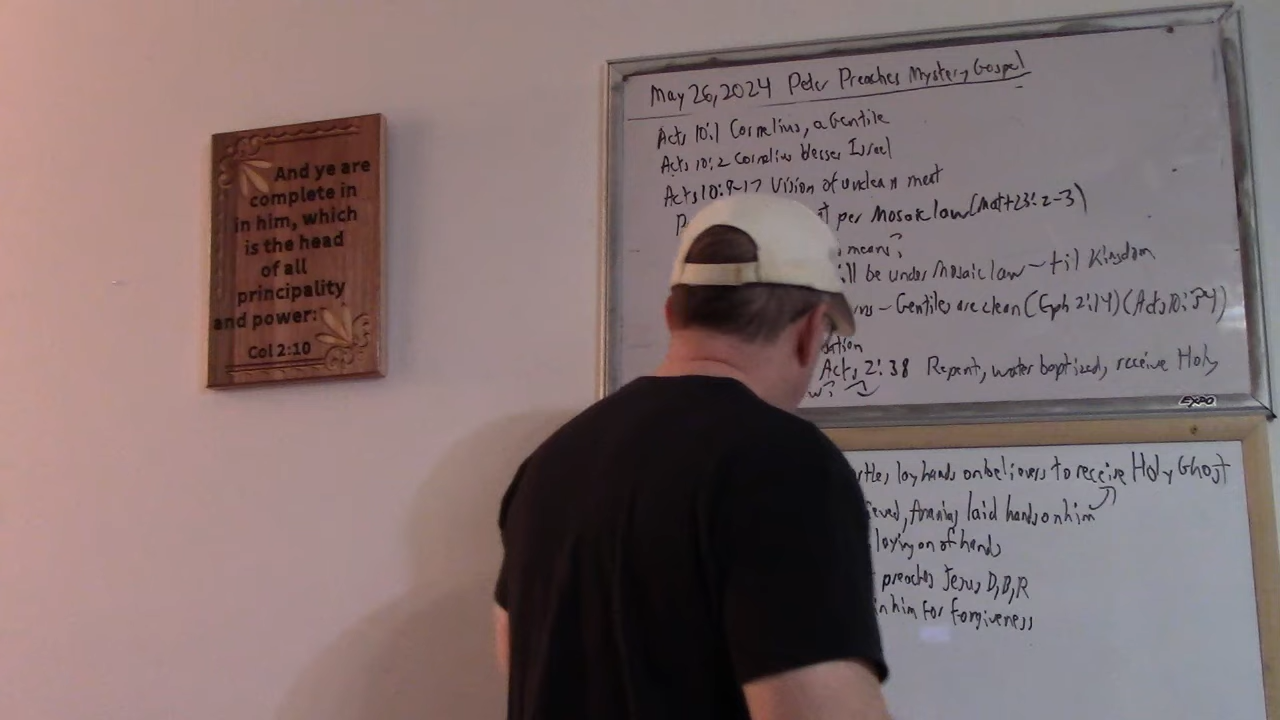 And ye are
complete in
in him, which
is the head
of all
principality
and power:
Col 2:10
May 26, 2024 Peter Preaches Mystery Gospel
Acts 10:1 Cornelius, a Gentile
Acts 10:2 Cornelius blesses Israel
Acts 10:9-17 Vision of unclean meat
per Mosaic law (Matt 23:2-3)
means?
be under Mosaic law - til Kingdom
- Gentiles are clean (Eph 2:14) (Acts 10:34)
Acts 2:38 Repent, water baptized, receive Holy
EXPO
lay hands on believers to receive Holy Ghost
Ananias laid hands on him
laying on of hands
preaches Jesus D, B, R
in him for forgiveness